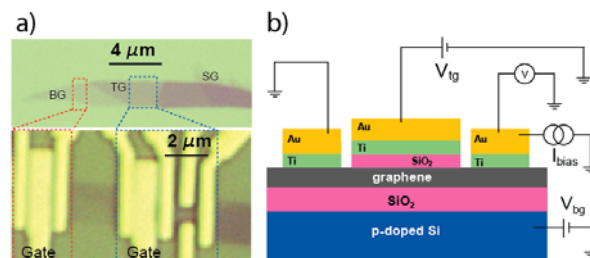 a)
4 μm
BG
TG
SG
2 μm
Gate
Gate
b)
V_tg
V
Au
Au
Au
Ti
Ti
SiO₂
Ti
I_bias
graphene
SiO₂
V_bg
p-doped Si